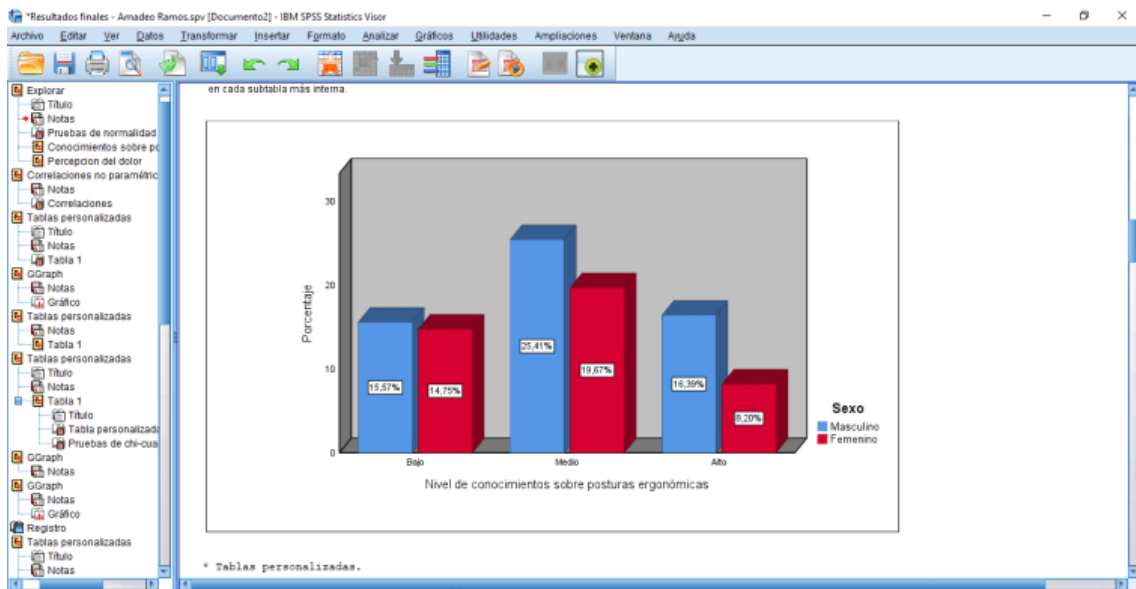 *Resultados finales - Amadeo Ramos.spv [Documento2] - IBM SPSS Statistics Visor
Archivo Editar Ver Datos Transformar Insertar Formato Analizar Gráficos Utilidades Ampliaciones Ventana Ayuda
Explorar
Título
Notas
Pruebas de normalidad
Conocimientos sobre po
Percepcion del dolor
Correlaciones no paramétric
Notas
Correlaciones
Tablas personalizadas
Título
Notas
Tabla 1
GGraph
Notas
Gráfico
Tablas personalizadas
Notas
Tabla 1
Tablas personalizadas
Título
Notas
Tabla 1
Título
Tabla personalizada
Pruebas de chi-cua
GGraph
Notas
GGraph
Notas
Gráfico
Registro
Tablas personalizadas
Título
Notas
en cada subtabla más interna.
Porcentaje
30
20
10
0
15,57%
14,75%
25,41%
19,67%
16,39%
8,20%
Bajo Medio Alto
Nivel de conocimientos sobre posturas ergonómicas
Sexo
Masculino
Femenino
* Tablas personalizadas.